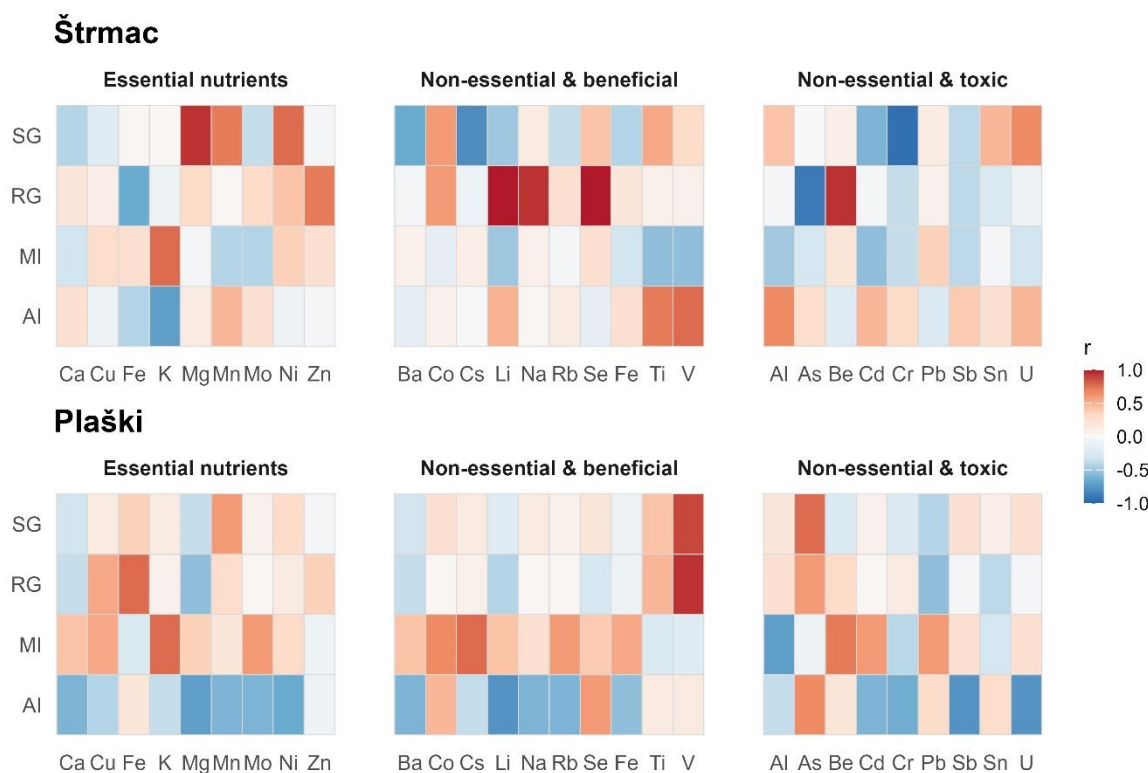 Štrmac
Essential nutrients Non-essential & beneficial Non-essential & toxic
SG
RG
MI
AI
Ca Cu Fe K Mg Mn Mo Ni Zn Ba Co Cs Li Na Rb Se Fe Ti V Al As Be Cd Cr Pb Sb Sn U
r
1.0
0.5
0.0
-0.5
-1.0
Plaški
Essential nutrients Non-essential & beneficial Non-essential & toxic
SG
RG
MI
AI
Ca Cu Fe K Mg Mn Mo Ni Zn Ba Co Cs Li Na Rb Se Fe Ti V Al As Be Cd Cr Pb Sb Sn U